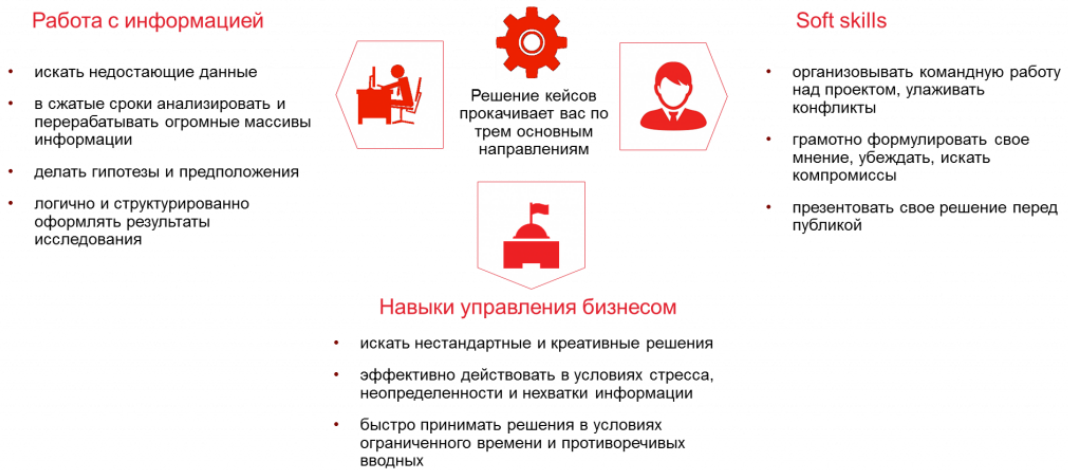 Работа с информацией
искать недостающие данные
в сжатые сроки анализировать и
перерабатывать огромные массивы
информации
делать гипотезы и предположения
логично и структурированно
оформлять результаты
исследования
Решение кейсов
прокачивает вас по
трем основным
направлениям
Soft skills
организовывать командную работу
над проектом, улаживать
конфликты
грамотно формулировать свое
мнение, убеждать, искать
компромиссы
презентовать свое решение перед
публикой
Навыки управления бизнесом
искать нестандартные и креативные решения
эффективно действовать в условиях стресса,
неопределенности и нехватки информации
быстро принимать решения в условиях
ограниченного времени и противоречивых
вводных